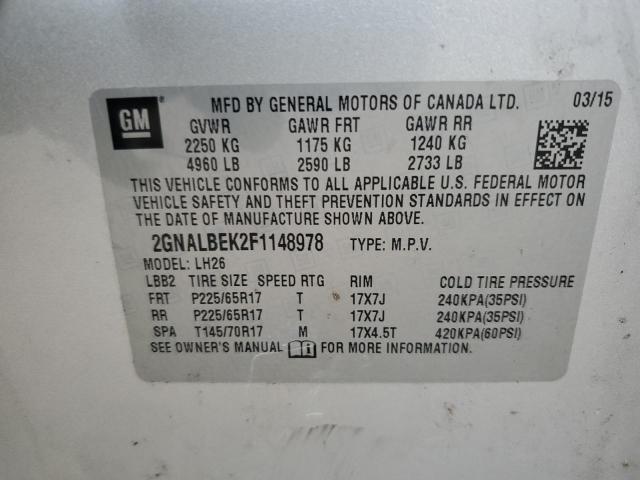 GM ® MFD BY GENERAL MOTORS OF CANADA LTD. 03/15
GVWR GAWR FRT GAWR RR
2250 KG 1175 KG 1240 KG
4960 LB 2590 LB 2733 LB
THIS VEHICLE CONFORMS TO ALL APPLICABLE U.S. FEDERAL MOTOR
VEHICLE SAFETY AND THEFT PREVENTION STANDARDS IN EFFECT ON
THE DATE OF MANUFACTURE SHOWN ABOVE.
2GNALBEK2F1148978 TYPE: M.P.V.
MODEL: LH26
LBB2 TIRE SIZE SPEED RTG RIM COLD TIRE PRESSURE
FRT P225/65R17 T 17X7J 240KPA(35PSI)
RR P225/65R17 T 17X7J 240KPA(35PSI)
SPA T145/70R17 M 17X4.5T 420KPA(60PSI)
SEE OWNER'S MANUAL FOR MORE INFORMATION.